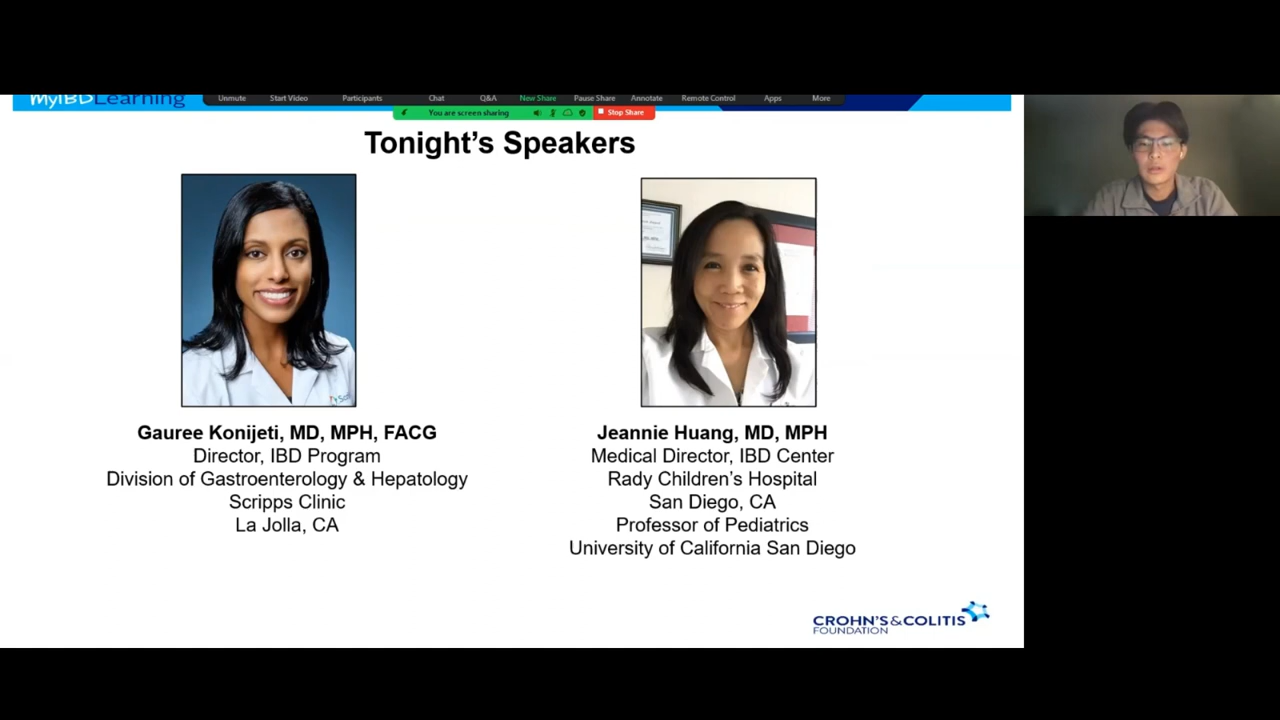 MyIBDLearning
Unmute
Start Video
Participants
Chat
Q&A
New Share
Pause Share
Annotate
Remote Control
Apps
More
You are screen sharing
Stop Share
Tonight's Speakers
Gauree Konijeti, MD, MPH, FACG
Director, IBD Program
Division of Gastroenterology & Hepatology
Scripps Clinic
La Jolla, CA
Jeannie Huang, MD, MPH
Medical Director, IBD Center
Rady Children's Hospital
San Diego, CA
Professor of Pediatrics
University of California San Diego
CROHN'S & COLITIS
FOUNDATION